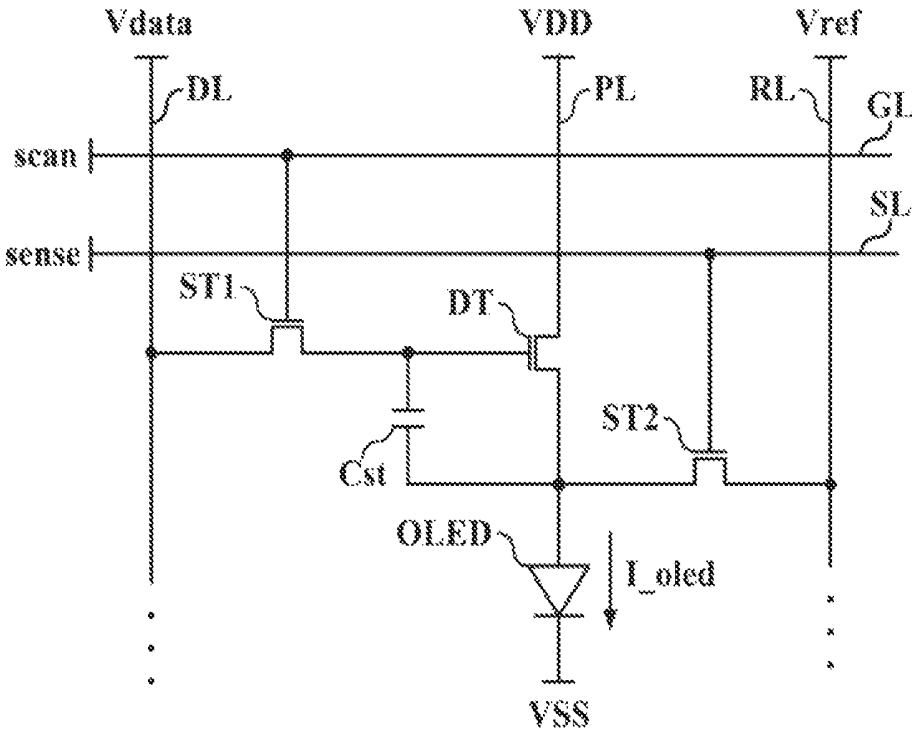 Vdata
VDD
Vref
DL
PL
RL
GL
scan
SL
sense
ST1
DT
ST2
Cst
OLED
I_oled
VSS